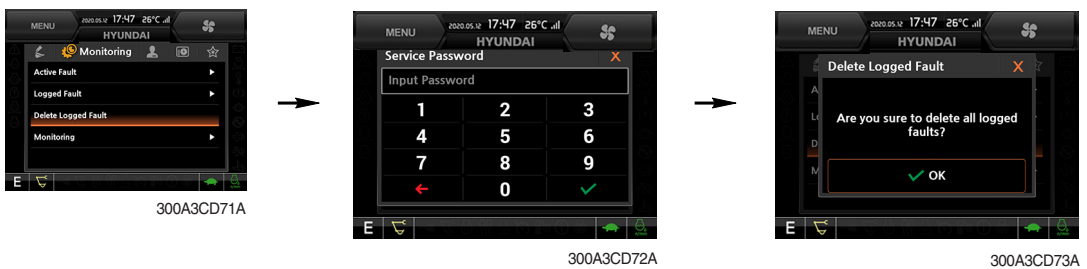 MENU
2020.05.12 17:47 26°C
HYUNDAI
Monitoring
Active Fault
Logged Fault
Delete Logged Fault
Monitoring
E
300A3CD71A
MENU
2020.05.12 17:47 26°C
HYUNDAI
Service Password X
Input Password
1 2 3
4 5 6
7 8 9
0
E
300A3CD72A
MENU
2020.05.12 17:47 26°C
HYUNDAI
Delete Logged Fault X
Are you sure to delete all logged
faults?
OK
E
300A3CD73A